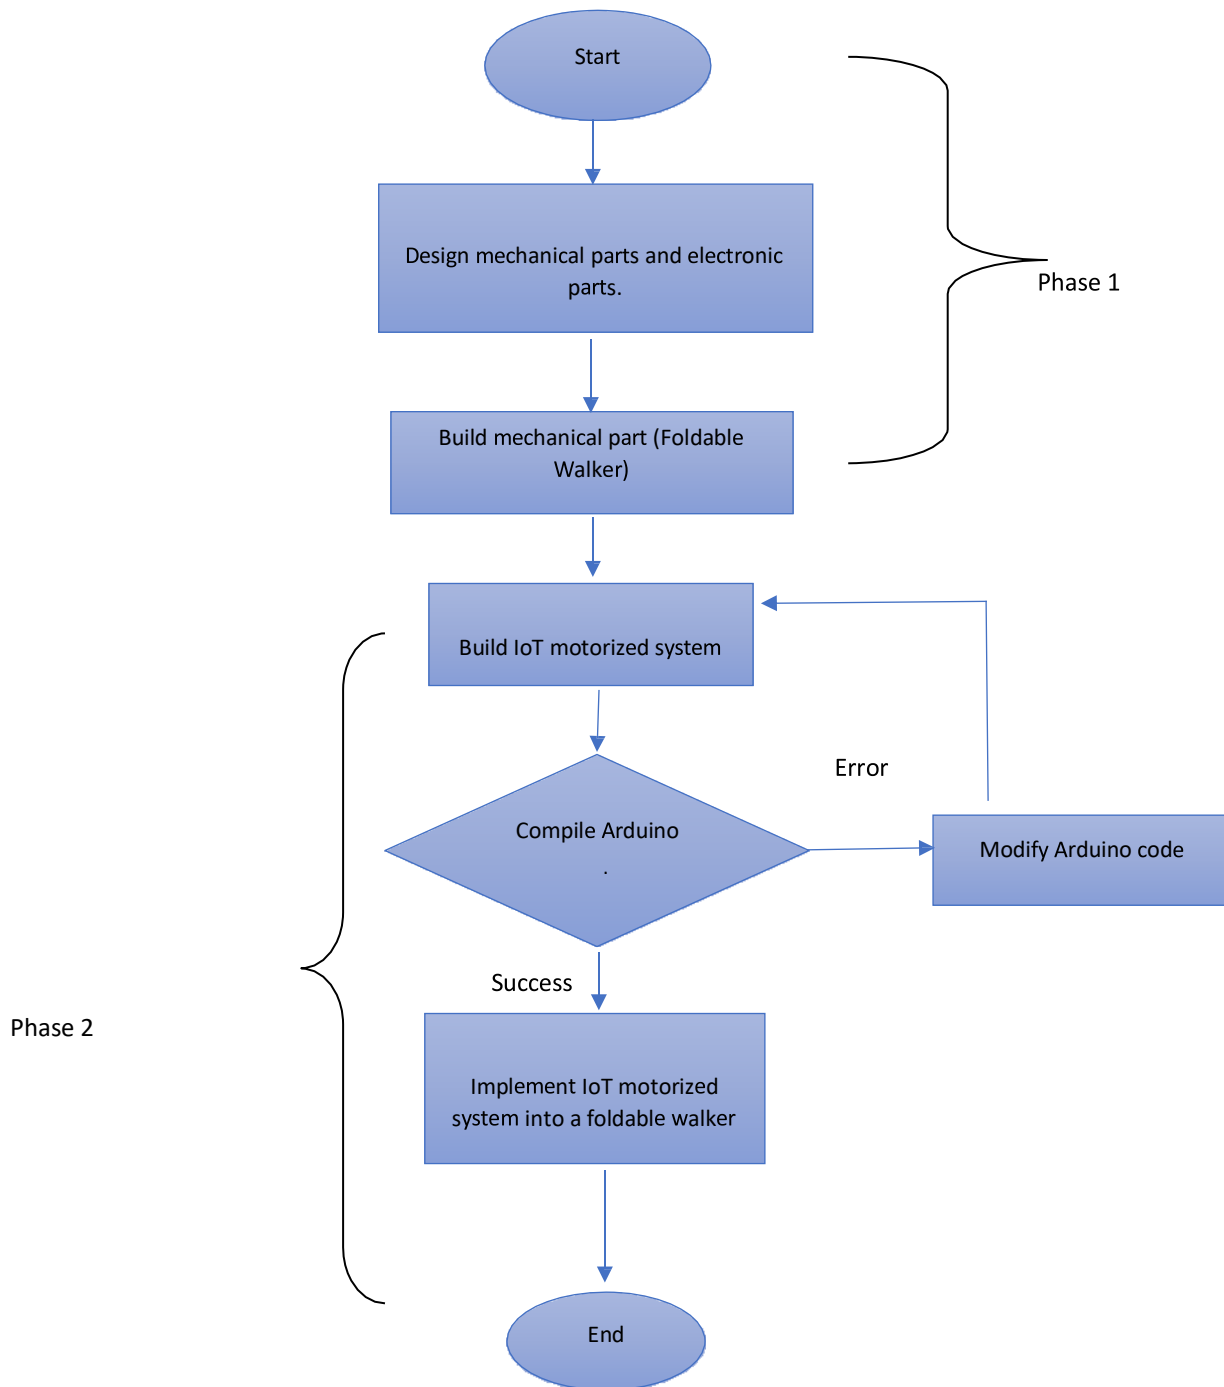 Start
Design mechanical parts and electronic
parts.
Phase 1
Build mechanical part (Foldable
Walker)
Build IoT motorized system
Error
Compile Arduino
.
Modify Arduino code
Success
Phase 2
Implement IoT motorized
system into a foldable walker
End